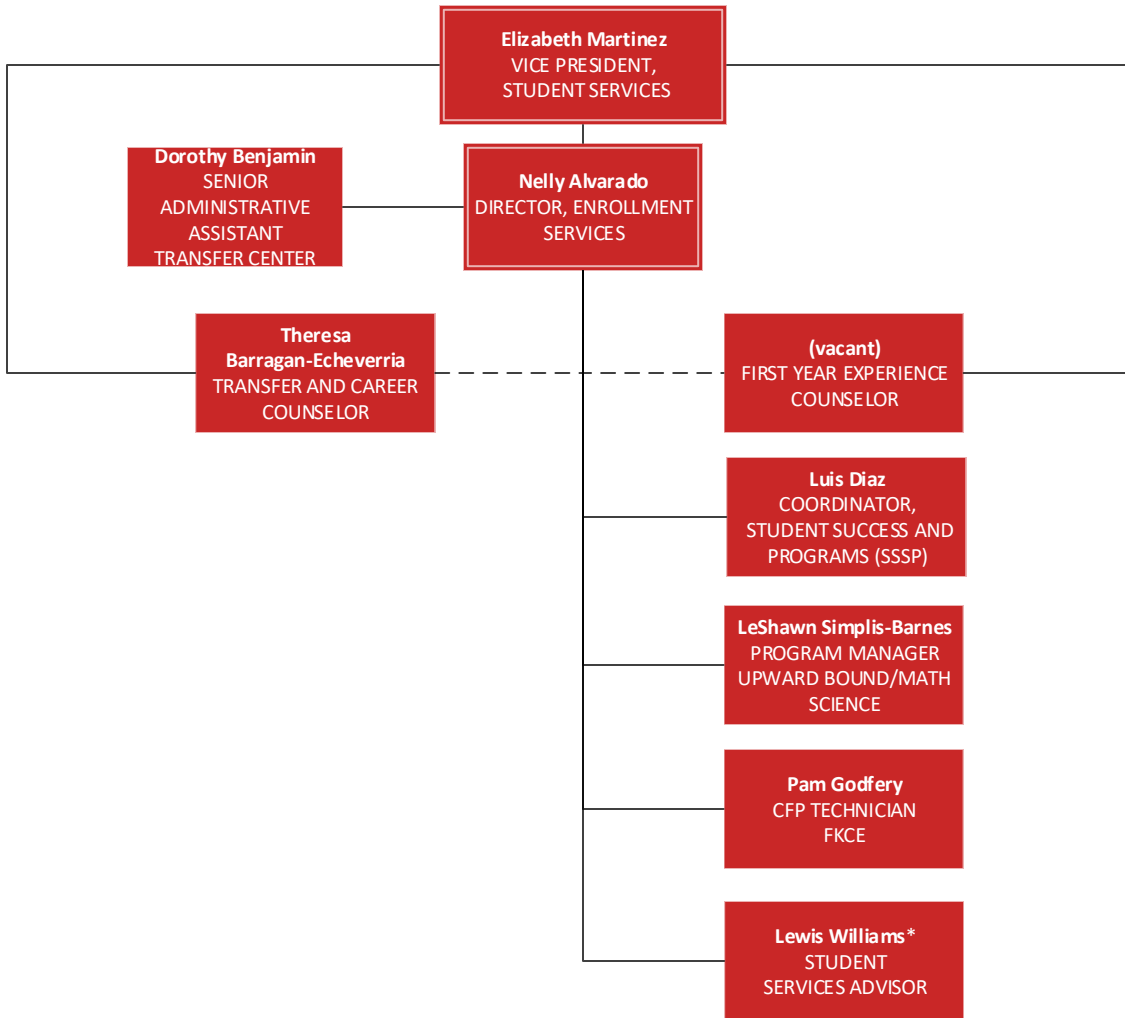 Elizabeth Martinez
VICE PRESIDENT,
STUDENT SERVICES
Dorothy Benjamin
SENIOR
ADMINISTRATIVE
ASSISTANT
TRANSFER CENTER
Nelly Alvarado
DIRECTOR, ENROLLMENT
SERVICES
Theresa
Barragan-Echeverria
TRANSFER AND CAREER
COUNSELOR
(vacant)
FIRST YEAR EXPERIENCE
COUNSELOR
Luis Diaz
COORDINATOR,
STUDENT SUCCESS AND
PROGRAMS (SSSP)
LeShawn Simplis-Barnes
PROGRAM MANAGER
UPWARD BOUND/MATH
SCIENCE
Pam Godfery
CFP TECHNICIAN
FKCE
Lewis Williams*
STUDENT
SERVICES ADVISOR